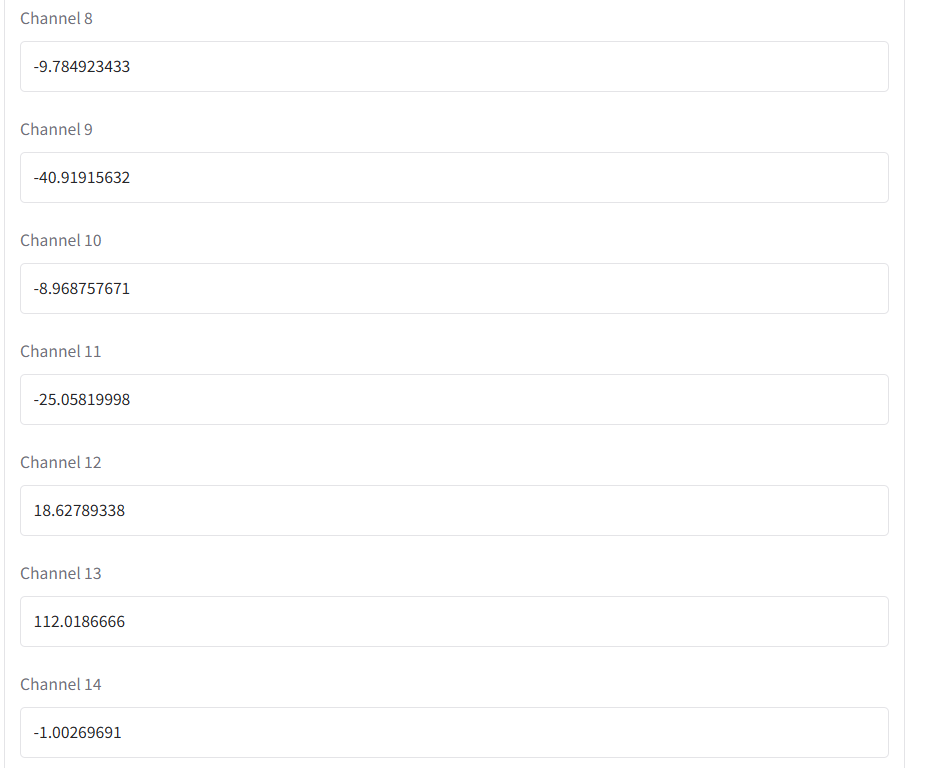 Channel 8
-9.784923433
Channel 9
-40.91915632
Channel 10
-8.968757671
Channel 11
-25.05819998
Channel 12
18.62789338
Channel 13
112.0186666
Channel 14
-1.00269691